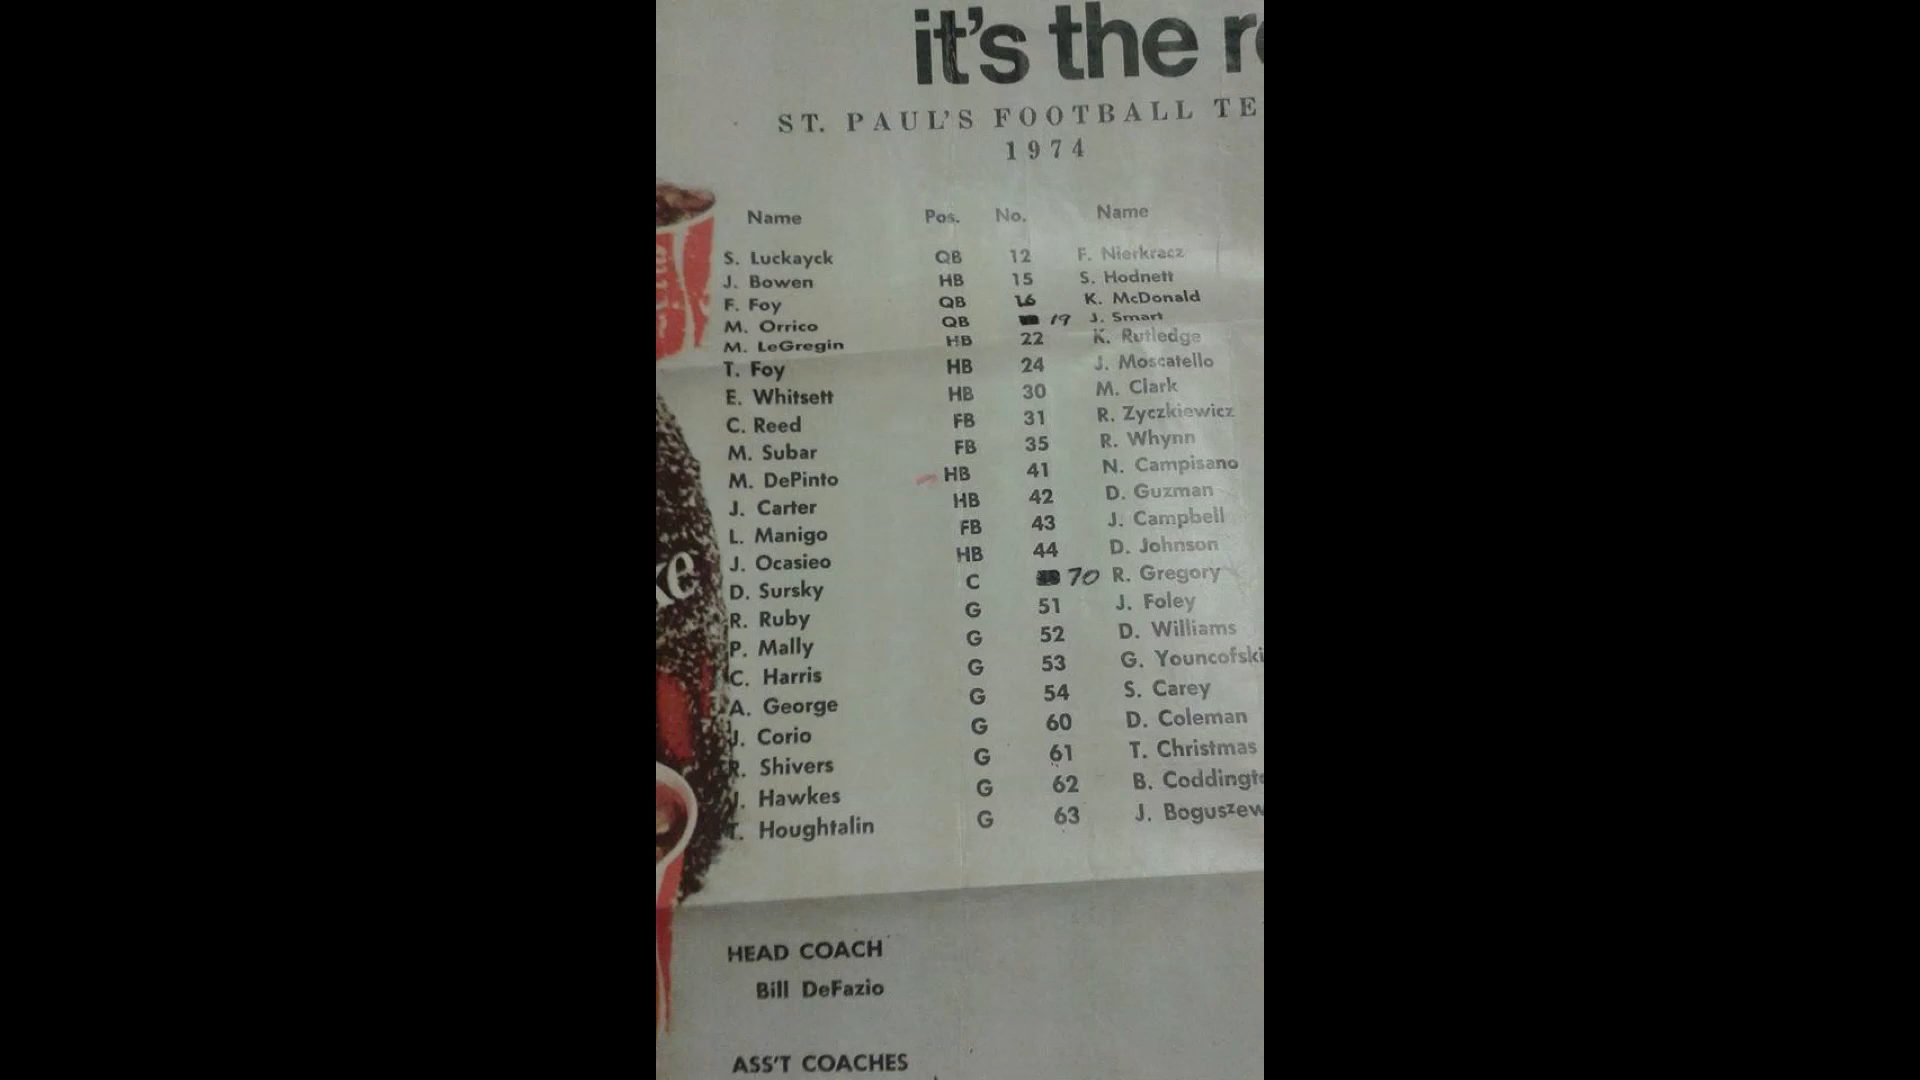 it's the
ST. PAUL'S FOOTBALL TE
1974
Name Pos. No. Name
S. Luckayck QB 12 F. Nierkracz
J. Bowen HB 15 S. Hodnett
F. Foy QB 16 K. McDonald
M. Orrico QB 19 J. Smart
M. LeGregin HB 22 K. Rutledge
T. Foy HB 24 J. Moscatello
E. Whitsett HB 30 M. Clark
C. Reed FB 31 R. Zyczkiewicz
M. Subar FB 35 R. Whynn
M. DePinto HB 41 N. Campisano
J. Carter HB 42 D. Guzman
L. Manigo FB 43 J. Campbell
J. Ocasieo HB 44 D. Johnson
D. Sursky C 70 R. Gregory
R. Ruby G 51 J. Foley
P. Mally G 52 D. Williams
C. Harris G 53 G. Youncofski
A. George G 54 S. Carey
J. Corio G 60 D. Coleman
R. Shivers G 61 T. Christmas
Hawkes G 62 B. Coddingt
T. Houghtalin G 63 J. Boguszew
HEAD COACH
Bill DeFazio
ASS'T COACHES